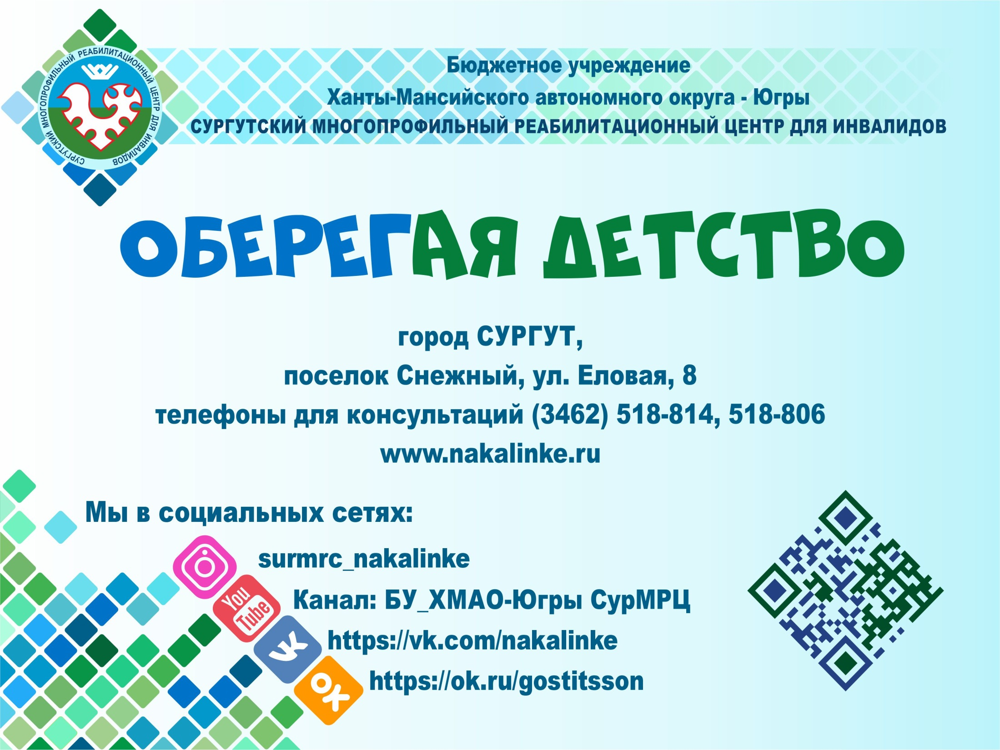 СУРГУТСКИЙ МНОГОПРОФИЛЬНЫЙ РЕАБИЛИТАЦИОННЫЙ ЦЕНТР ДЛЯ ИНВАЛИДОВ
Бюджетное учреждение
Ханты-Мансийского автономного округа - Югры
СУРГУТСКИЙ МНОГОПРОФИЛЬНЫЙ РЕАБИЛИТАЦИОННЫЙ ЦЕНТР ДЛЯ ИНВАЛИДОВ
ОБЕРЕГАЯ ДЕТСТВО
город СУРГУТ,
поселок Снежный, ул. Еловая, 8
телефоны для консультаций (3462) 518-814, 518-806
www.nakalinke.ru
Мы в социальных сетях:
surmrc_nakalinke
You
Tube
Канал: БУ_ХМАО-Югры СурМРЦ
https://vk.com/nakalinke
https://ok.ru/gostitsson